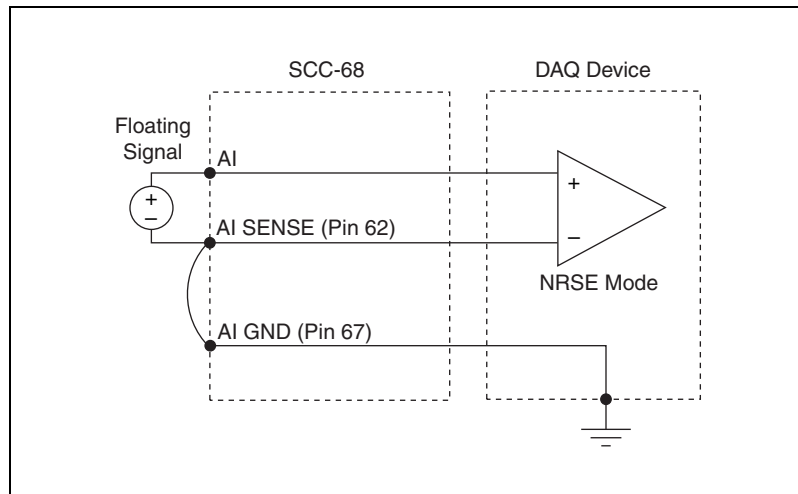 SCC-68
DAQ Device
Floating
Signal
AI
+
–
AI SENSE (Pin 62)
+
–
NRSE Mode
AI GND (Pin 67)